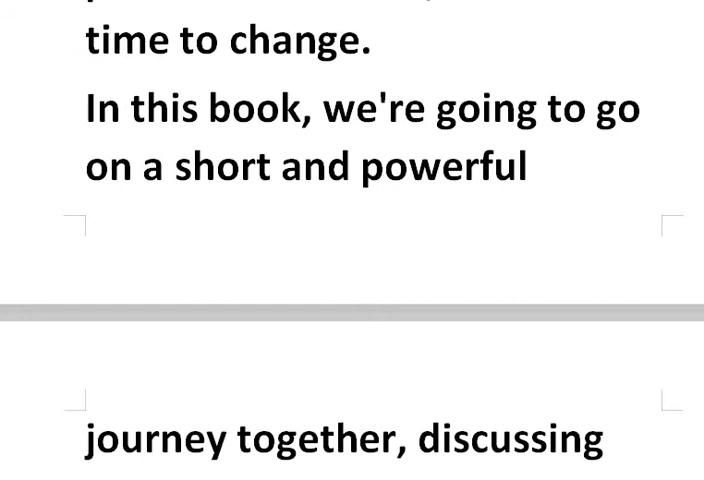 time to change.
In this book, we're going to go
on a short and powerful
journey together, discussing